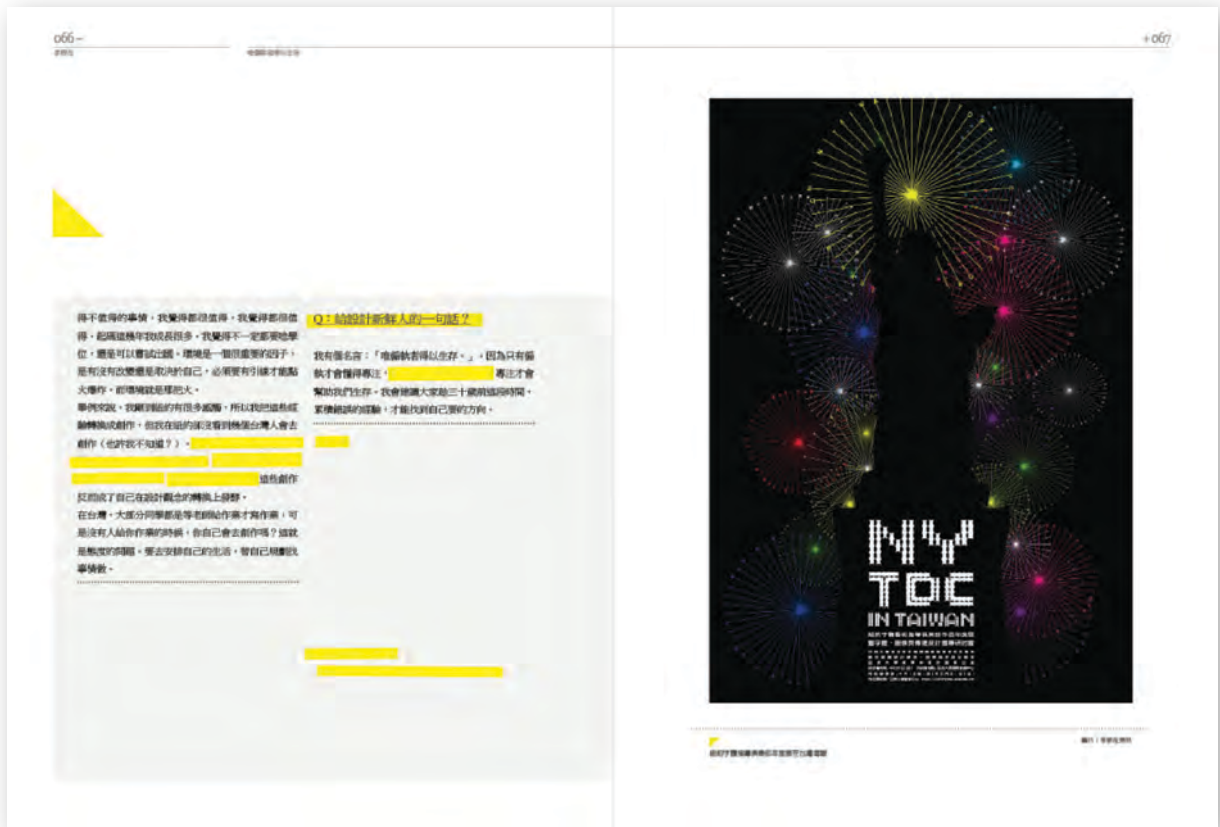 066 –
得不值得的事情,我覺得都很值得,我覺得都很值
得,起碼這幾年我成長很多。我覺得不一定都要唸學
位,還是可以嘗試出國。環境是一個很重要的因子,
是有沒有改變還是取決於自己,必須要有引線才能點
火爆炸,而環境就是那把火。
舉例來說,我剛到紐約有很多感觸,所以我把這些經
驗轉換成創作,但我在紐約卻沒看到幾個台灣人會去
創作(也許我不知道?)。
這些創作
反而成了自己在設計觀念的轉換上發酵。
在台灣,大部分同學都是等老師給作業才寫作業,可
是沒有人給你作業的時候,你自己會去創作嗎?這就
是態度的問題。要去安排自己的生活,替自己規劃找
事情做。
Q:給設計新鮮人的一句話?
我有個名言:「唯偏執者得以生存。」,因為只有偏
執才會懂得專注, 專注才會
幫助我們生存。我會建議大家趁三十歲前這段時間,
累積錯誤的經驗,才能找到自己要的方向。
+ 067
NY
TDC
IN TAIWAN